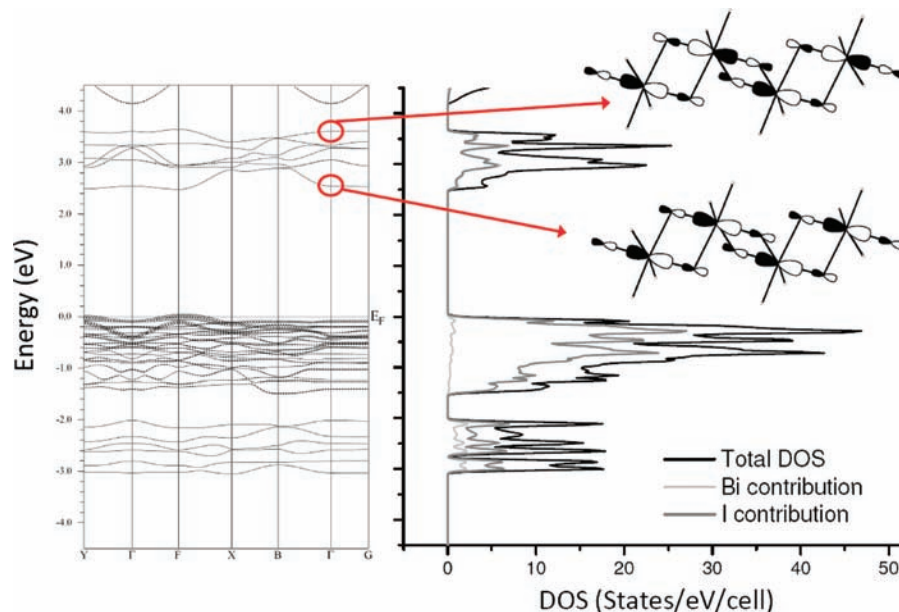 4.0
3.0
2.0
1.0
0.0
-1.0
-2.0
-3.0
-4.0
Energy (eV)
E_F
Y Γ F X B Γ G
Total DOS
Bi contribution
I contribution
0 10 20 30 40 50
DOS (States/eV/cell)